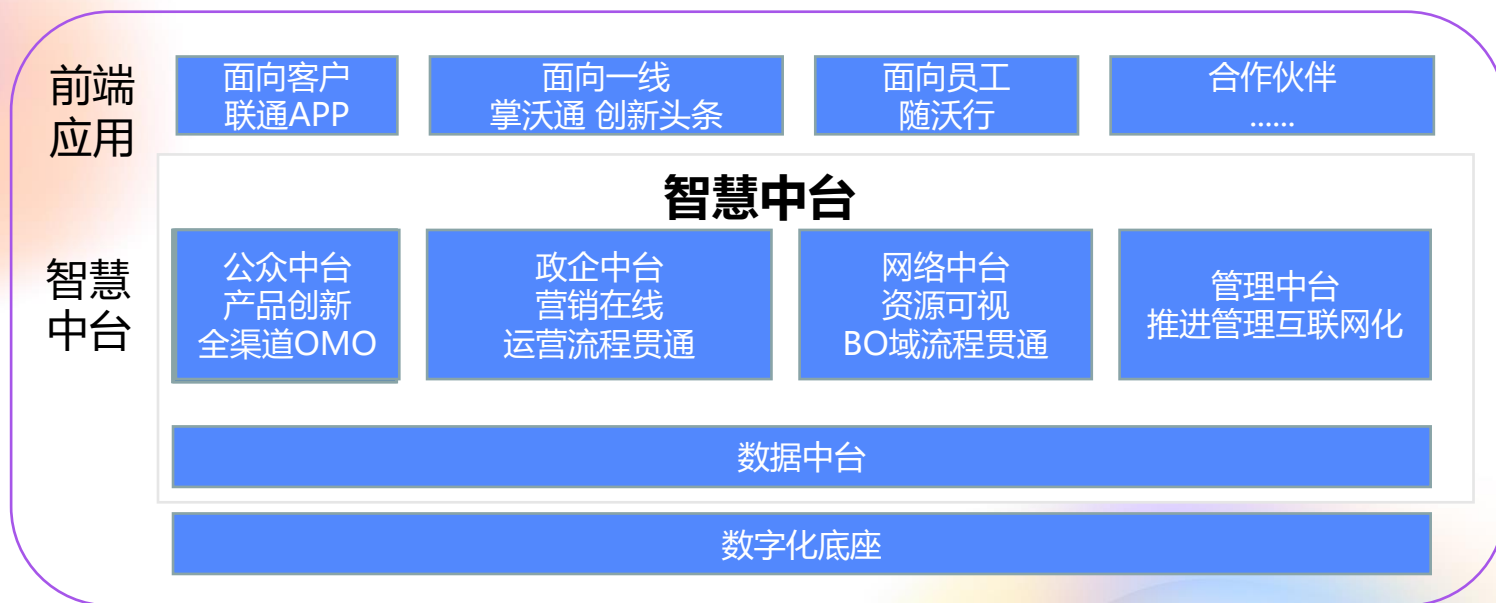 前端
应用
面向客户
联通APP
面向一线
掌沃通 创新头条
面向员工
随沃行
合作伙伴
......
智慧中台
智慧
中台
公众中台
产品创新
全渠道OMO
政企中台
营销在线
运营流程贯通
网络中台
资源可视
BO域流程贯通
管理中台
推进管理互联网化
数据中台
数字化底座